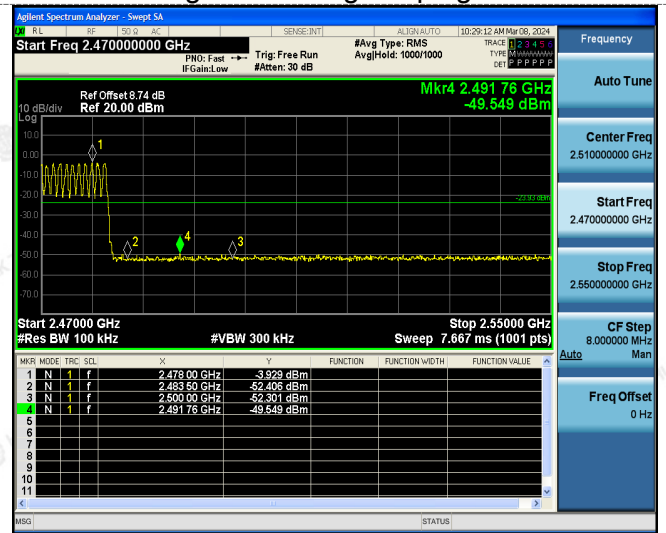 Agilent Spectrum Analyzer - Swept SA
RL RF 50 Ω AC SENSE:INT ALIGN AUTO 10:29:12 AM Mar 08, 2024
Start Freq 2.470000000 GHz
PNO: Fast
IFGain:Low
Trig: Free Run
#Atten: 30 dB
#Avg Type: RMS
Avg|Hold: 1000/1000
TRACE 1 2 3 4 5 6
TYPE MWWWWW
DET P P P P P P
Ref Offset 8.74 dB
Ref 20.00 dBm
10 dB/div
Log
Mkr4 2.491 76 GHz
-49.549 dBm
10.0
0.00
-10.0
-20.0
-30.0
-40.0
-50.0
-60.0
-70.0
1
2
4
3
-23.93 dBm
Start 2.47000 GHz
Stop 2.55000 GHz
#Res BW 100 kHz
#VBW 300 kHz
Sweep 7.667 ms (1001 pts)
MKR MODE TRC SCL X Y FUNCTION FUNCTION WIDTH FUNCTION VALUE
1 N 1 f 2.478 00 GHz -3.929 dBm
2 N 1 f 2.483 50 GHz -52.406 dBm
3 N 1 f 2.500 00 GHz -52.301 dBm
4 N 1 f 2.491 76 GHz -49.549 dBm
5
6
7
8
9
10
11
MSG
STATUS
Frequency
Auto Tune
Center Freq
2.510000000 GHz
Start Freq
2.470000000 GHz
Stop Freq
2.550000000 GHz
CF Step
8.000000 MHz
Auto Man
Freq Offset
0 Hz